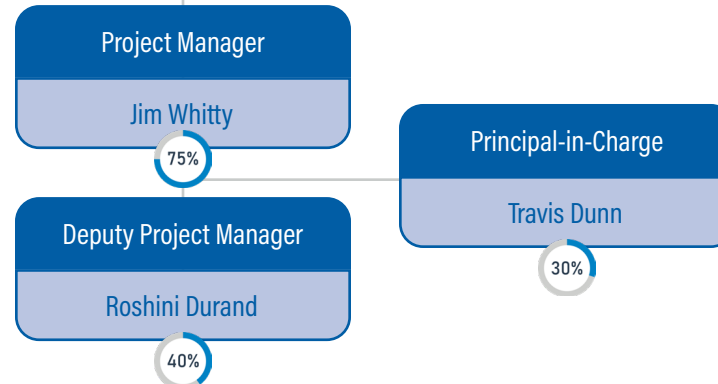 Project Manager
Jim Whitty
75%
Principal-in-Charge
Travis Dunn
30%
Deputy Project Manager
Roshini Durand
40%